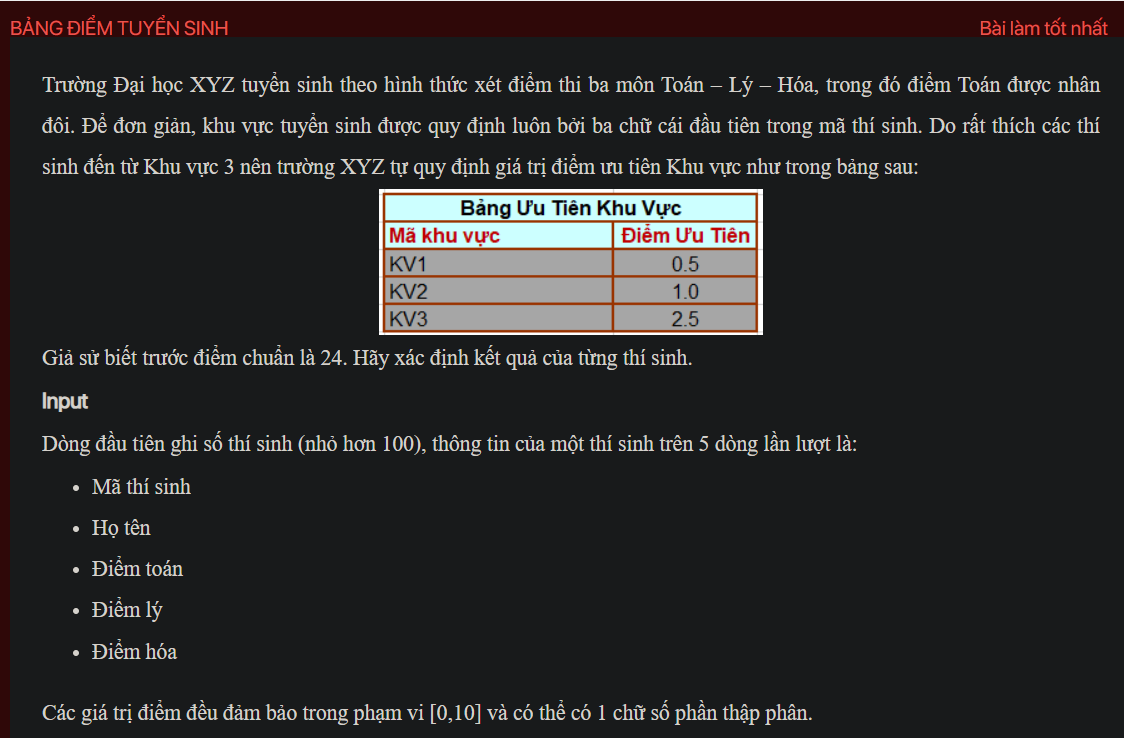 BẢNG ĐIỂM TUYỂN SINH
Bài làm tốt nhất
Trường Đại học XYZ tuyển sinh theo hình thức xét điểm thi ba môn Toán – Lý – Hóa, trong đó điểm Toán được nhân
đôi. Để đơn giản, khu vực tuyển sinh được quy định luôn bởi ba chữ cái đầu tiên trong mã thí sinh. Do rất thích các thí
sinh đến từ Khu vực 3 nên trường XYZ tự quy định giá trị điểm ưu tiên Khu vực như trong bảng sau:
Bảng Ưu Tiên Khu Vực
Mã khu vực Điểm Ưu Tiên
KV1 0.5
KV2 1.0
KV3 2.5
Giả sử biết trước điểm chuẩn là 24. Hãy xác định kết quả của từng thí sinh.
Input
Dòng đầu tiên ghi số thí sinh (nhỏ hơn 100), thông tin của một thí sinh trên 5 dòng lần lượt là:
• Mã thí sinh
• Họ tên
• Điểm toán
• Điểm lý
• Điểm hóa
Các giá trị điểm đều đảm bảo trong phạm vi [0,10] và có thể có 1 chữ số phần thập phân.